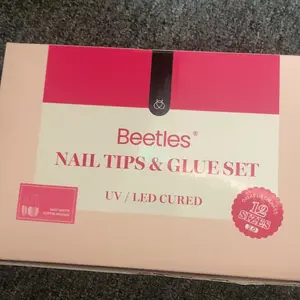 Beetles®
NAIL TIPS & GLUE SET
UV / LED CURED
12
SIZES